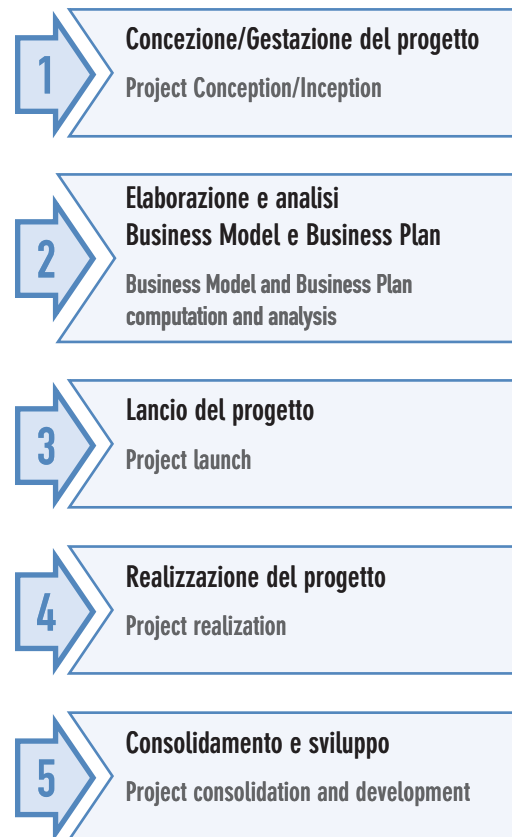 1
Concezione/Gestazione del progetto
Project Conception/Inception
2
Elaborazione e analisi
Business Model e Business Plan
Business Model and Business Plan
computation and analysis
3
Lancio del progetto
Project launch
4
Realizzazione del progetto
Project realization
5
Consolidamento e sviluppo
Project consolidation and development